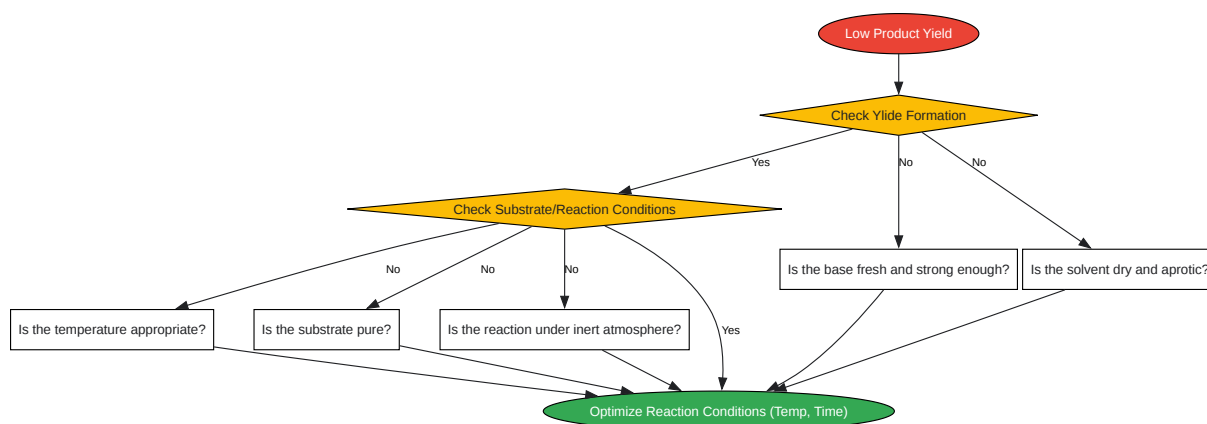 Low Product Yield
Check Ylide Formation
Yes
No
No
Check Substrate/Reaction Conditions
Is the base fresh and strong enough?
Is the solvent dry and aprotic?
No
No
No
Yes
Is the temperature appropriate?
Is the substrate pure?
Is the reaction under inert atmosphere?
Optimize Reaction Conditions (Temp, Time)